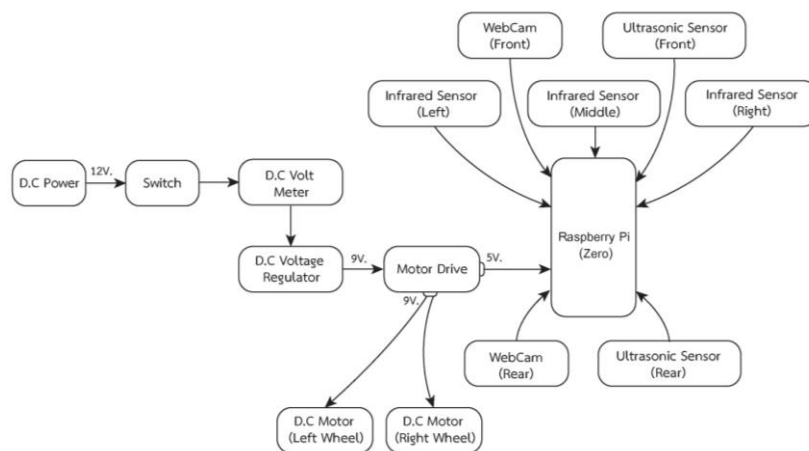 WebCam
(Front)
Ultrasonic Sensor
(Front)
Infrared Sensor
(Left)
Infrared Sensor
(Middle)
Infrared Sensor
(Right)
D.C Power
12V.
Switch
D.C Volt
Meter
D.C Voltage
Regulator
9V.
Motor Drive
5V.
9V.
Raspberry Pi
(Zero)
WebCam
(Rear)
Ultrasonic Sensor
(Rear)
D.C Motor
(Left Wheel)
D.C Motor
(Right Wheel)